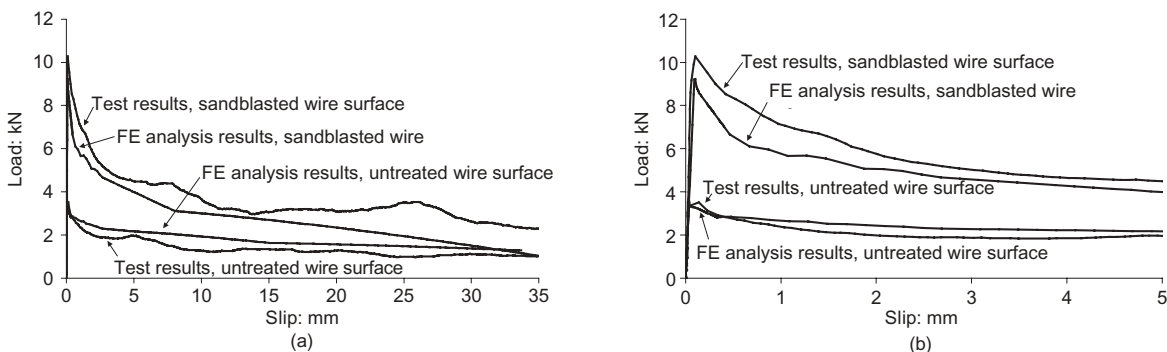 12
10
8
6
4
2
0
Load: kN
Test results, sandblasted wire surface
FE analysis results, sandblasted wire
FE analysis results, untreated wire surface
Test results, untreated wire surface
0 5 10 15 20 25 30 35
Slip: mm
(a)
12
10
8
6
4
2
0
Load: kN
Test results, sandblasted wire surface
FE analysis results, sandblasted wire
Test results, untreated wire surface
FE analysis results, untreated wire surface
0 1 2 3 4 5
Slip: mm
(b)